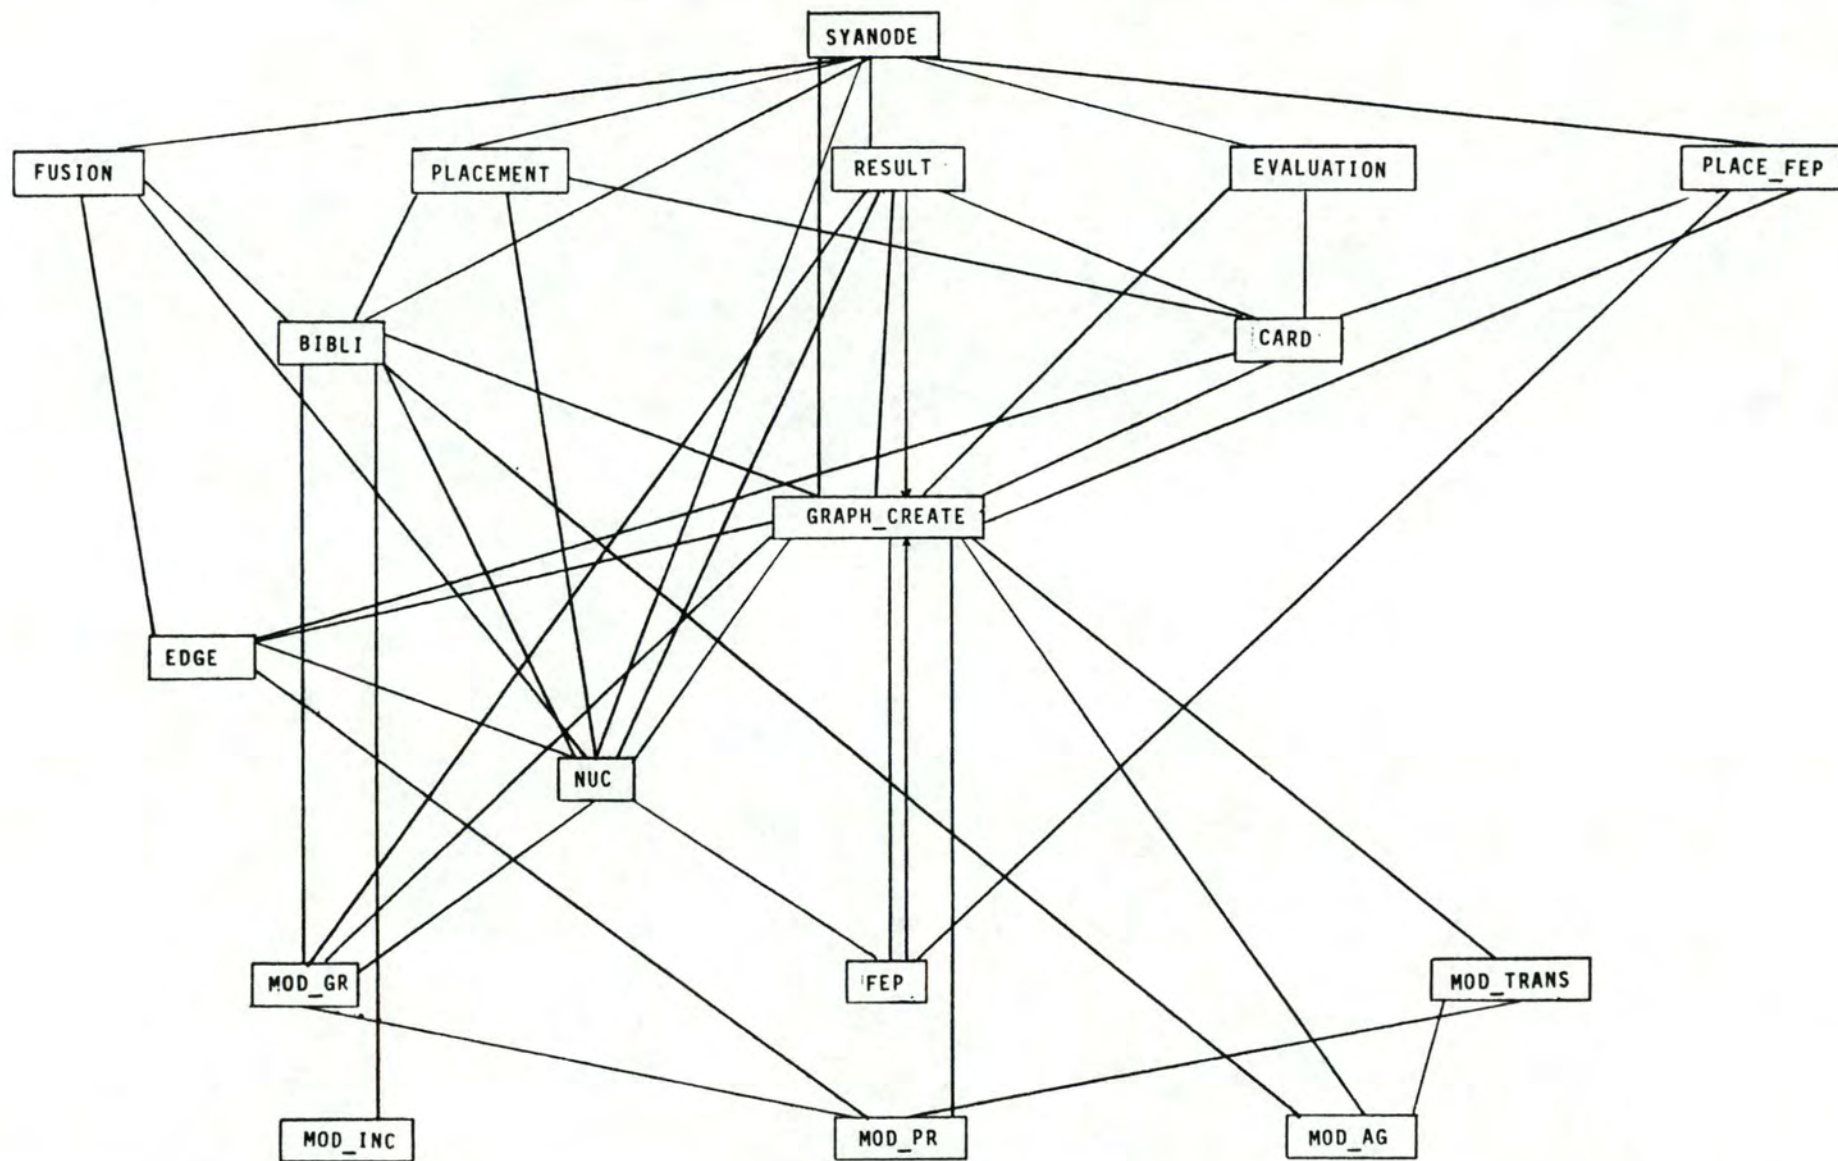 SYANODE
FUSION
PLACEMENT
RESULT
EVALUATION
PLACE_FEP
BIBLI
CARD
GRAPH_CREATE
EDGE
NUC
MOD_GR
FEP
MOD_TRANS
MOD_INC
MOD_PR
MOD_AG